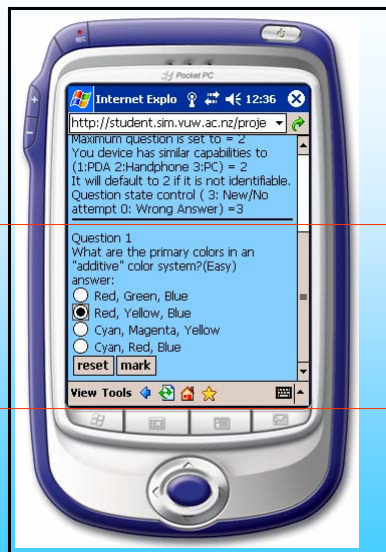 REC
Pocket PC
Internet Explo 12:36
http://student.sim.vuw.ac.nz/proje
Maximum question is set to = 2
You device has similar capabilities to
(1:PDA 2:Handphone 3:PC) = 2
It will default to 2 if it is not identifiable.
Question state control ( 3: New/No
attempt 0: Wrong Answer) =3
Question 1
What are the primary colors in an
"additive" color system?(Easy)
answer:
Red, Green, Blue
Red, Yellow, Blue
Cyan, Magenta, Yellow
Cyan, Red, Blue
reset mark
View Tools